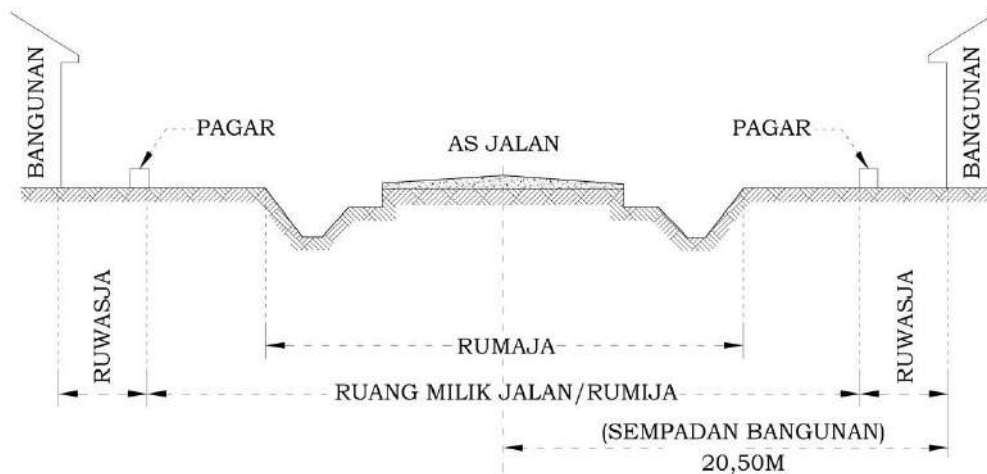 BANGUNAN
PAGAR
AS JALAN
PAGAR
BANGUNAN
RUWASJA
RUMAJA
RUWASJA
RUANG MILIK JALAN/RUMIJA
(SEMPADAN BANGUNAN)
20,50M